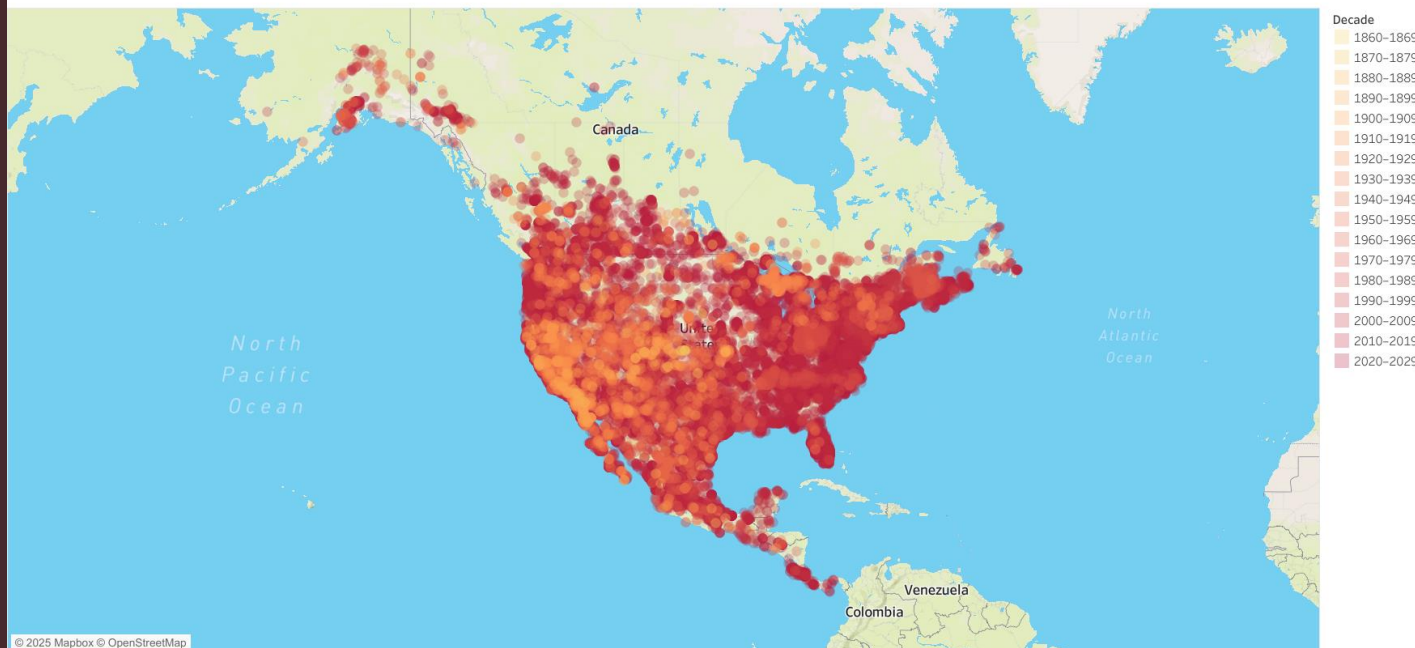 Decade
1860–1869
1870–1879
1880–1889
1890–1899
1900–1909
1910–1919
1920–1929
1930–1939
1940–1949
1950–1959
1960–1969
1970–1979
1980–1989
1990–1999
2000–2009
2010–2019
2020–2029
Canada
North
Pacific
Ocean
North
Atlantic
Ocean
Venezuela
Colombia
© 2025 Mapbox © OpenStreetMap